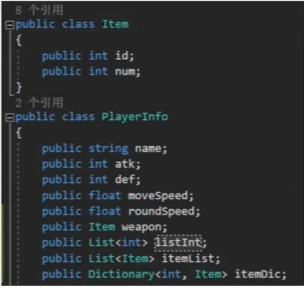 8 个引用
public class Item
{
public int id;
public int num;
}
2 个引用
public class PlayerInfo
{
public string name;
public int atk;
public int def;
public float moveSpeed;
public float roundSpeed;
public Item weapon;
public List<int> listInt;
public List<Item> itemList;
public Dictionary<int, Item> itemDic;